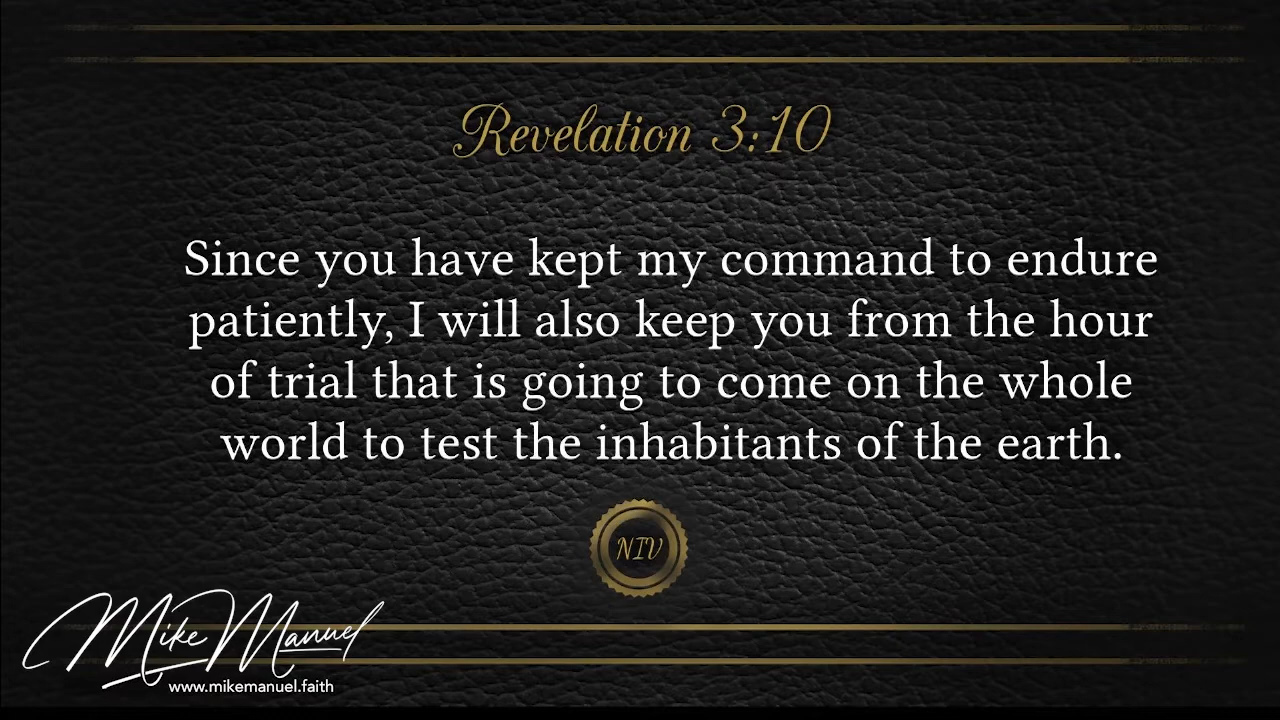 Revelation 3:10
Since you have kept my command to endure
patiently, I will also keep you from the hour
of trial that is going to come on the whole
world to test the inhabitants of the earth.
NIV
Mike Manuel
www.mikemanuel.faith